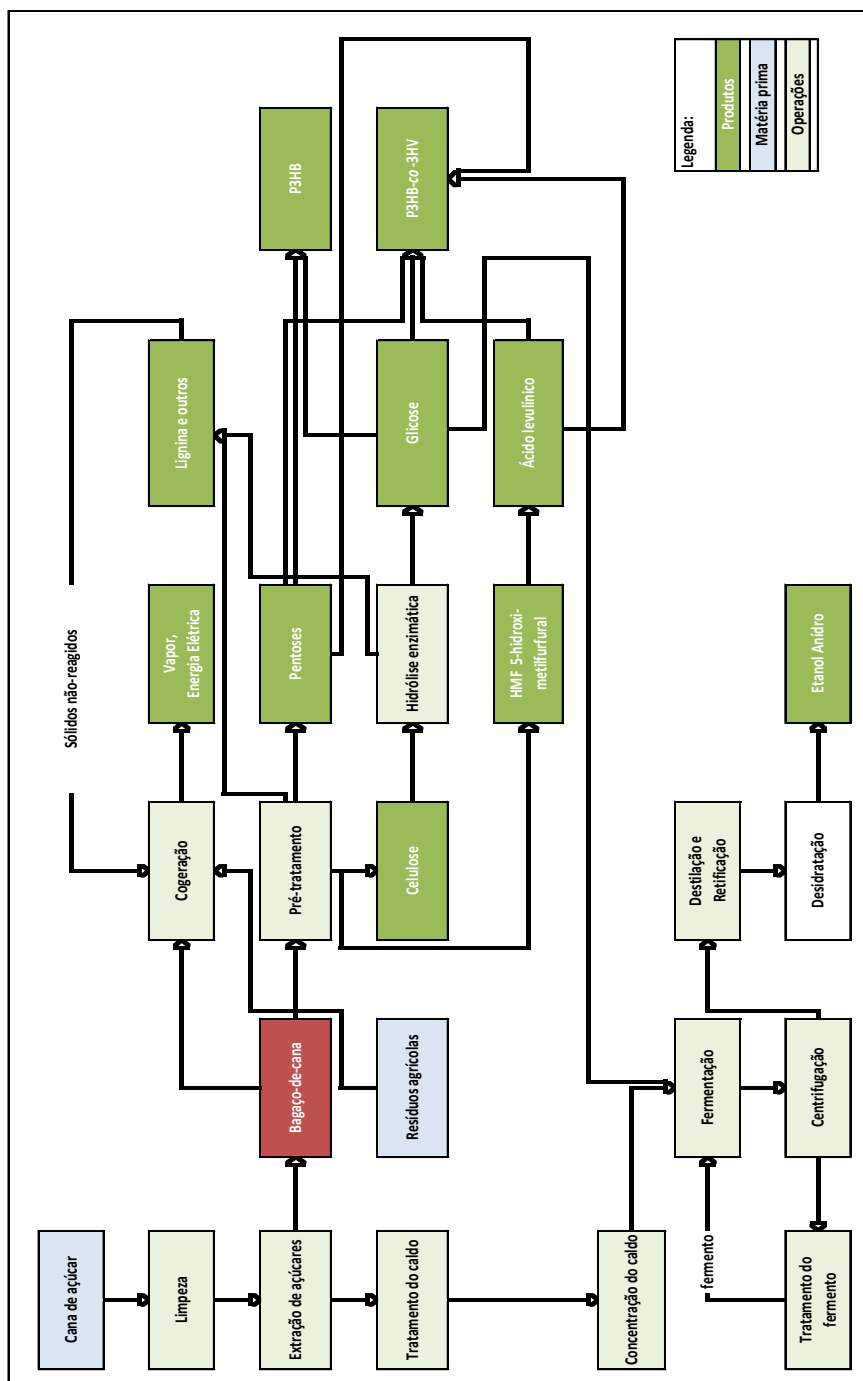 Cana de açúcar
Limpeza
Extração de açúcares
Tratamento do caldo
Concentração do caldo
fermento
Tratamento do
fermento
Bagaço-de-cana
Resíduos agrícolas
Fermentação
Centrifugação
Sólidos não-reagidos
Cogeração
Pré-tratamento
Celulose
Destilação e
Retificação
Desidratação
Vapor,
Energia Elétrica
Pentoses
Hidrólise enzimática
HMF 5-hidroxi-
metilfurfural
Etanol Anidro
Lignina e outros
Glicose
Ácido levulínico
P3HB
P3HB-co-3HV
Legenda:
Produtos
Matéria prima
Operações